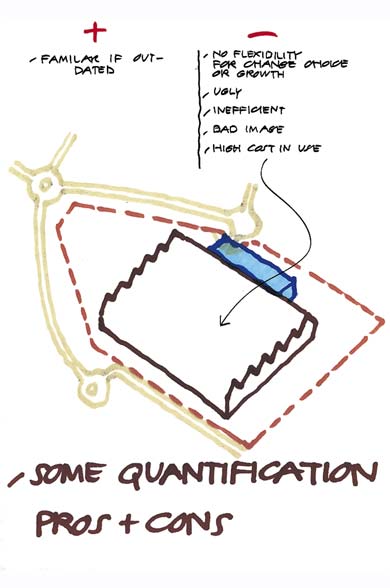 +
FAMILAR IF OUT-
DATED
−
NO FLEXIDILITY
FOR CHANGE CHOICE
OR GROWTH
UGLY
INEFFICIENT
BAD IMAGE
HIGH COST IN USE
SOME QUANTIFICATION
PROS + CONS